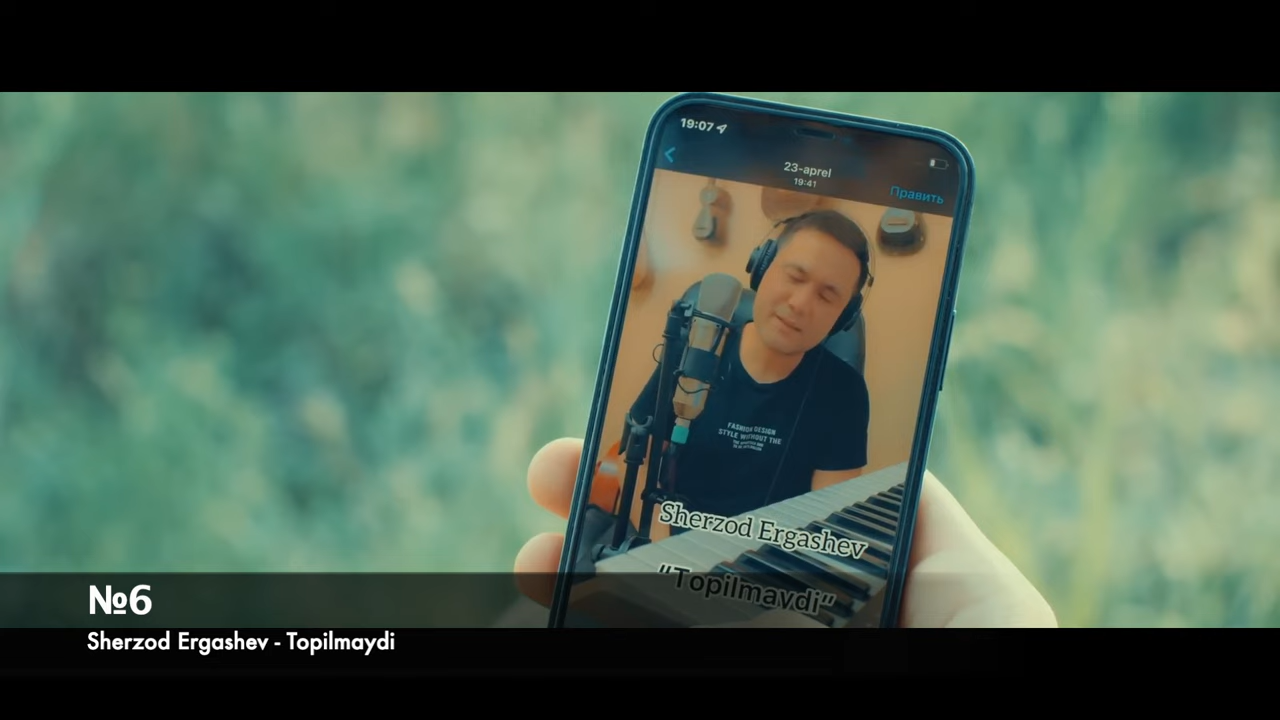 19:07
23-aprel
19:41
Править
FASHION DESIGN
STYLE WITHOUT THE
Sherzod Ergashev
"Topilmaydi"
№6
Sherzod Ergashev - Topilmaydi